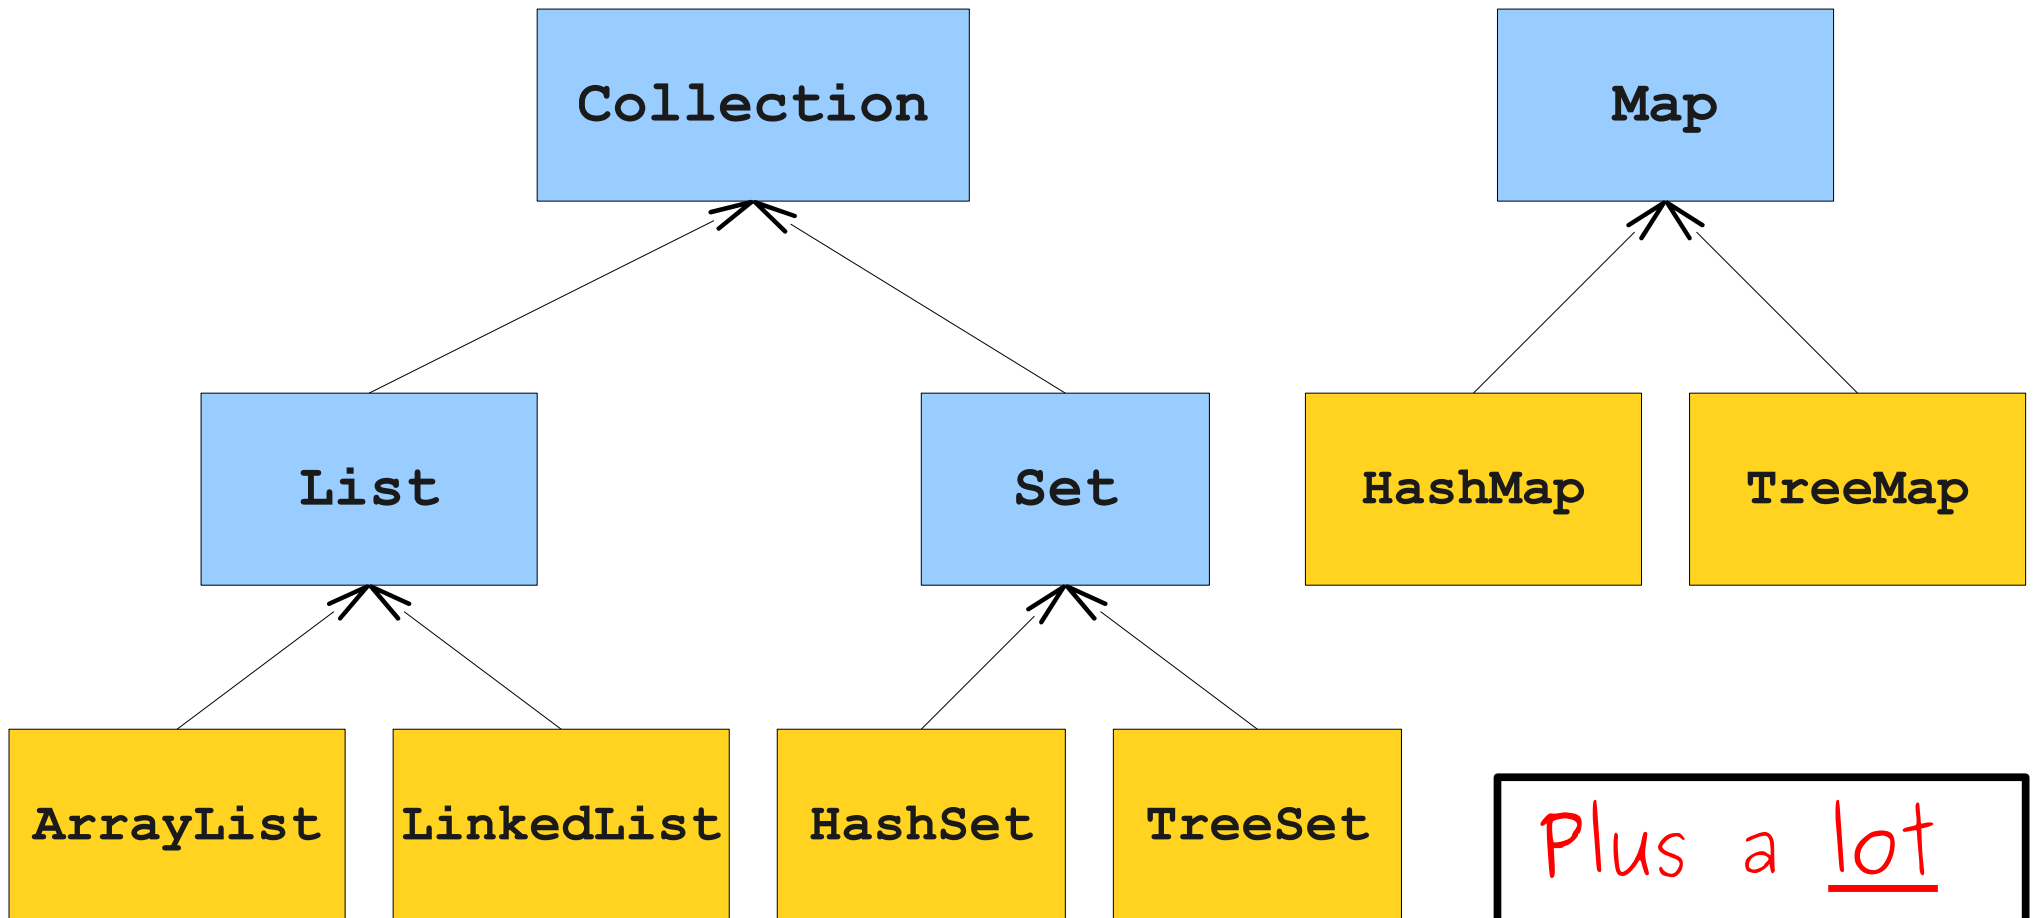 Collection
Map
List
Set
HashMap
TreeMap
ArrayList
LinkedList
HashSet
TreeSet
Plus a lot